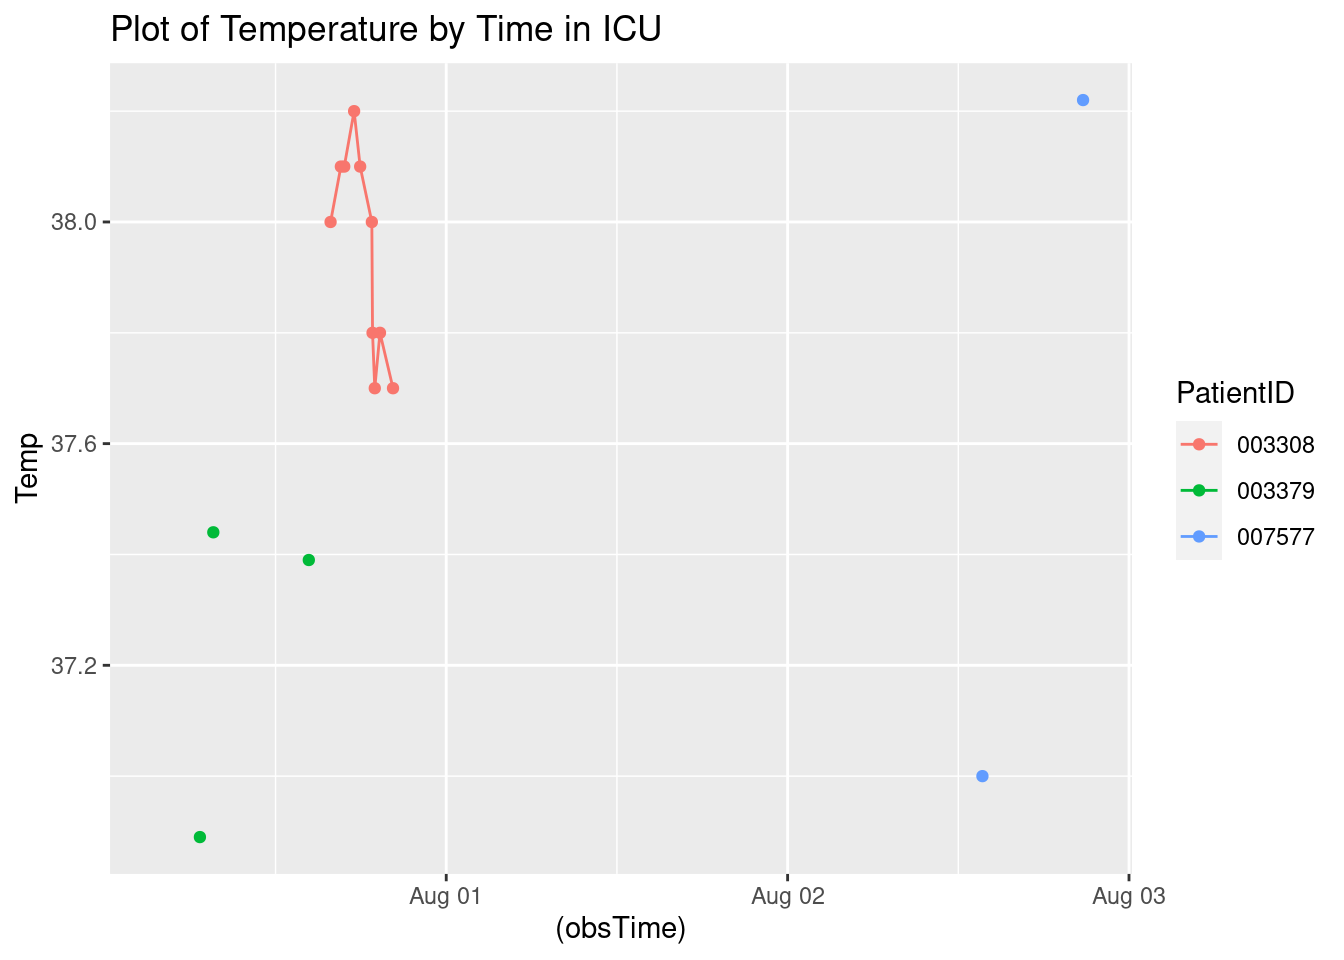 Plot of Temperature by Time in ICU
38.0
37.6
37.2
Temp
Aug 01
Aug 02
Aug 03
(obsTime)
PatientID
003308
003379
007577